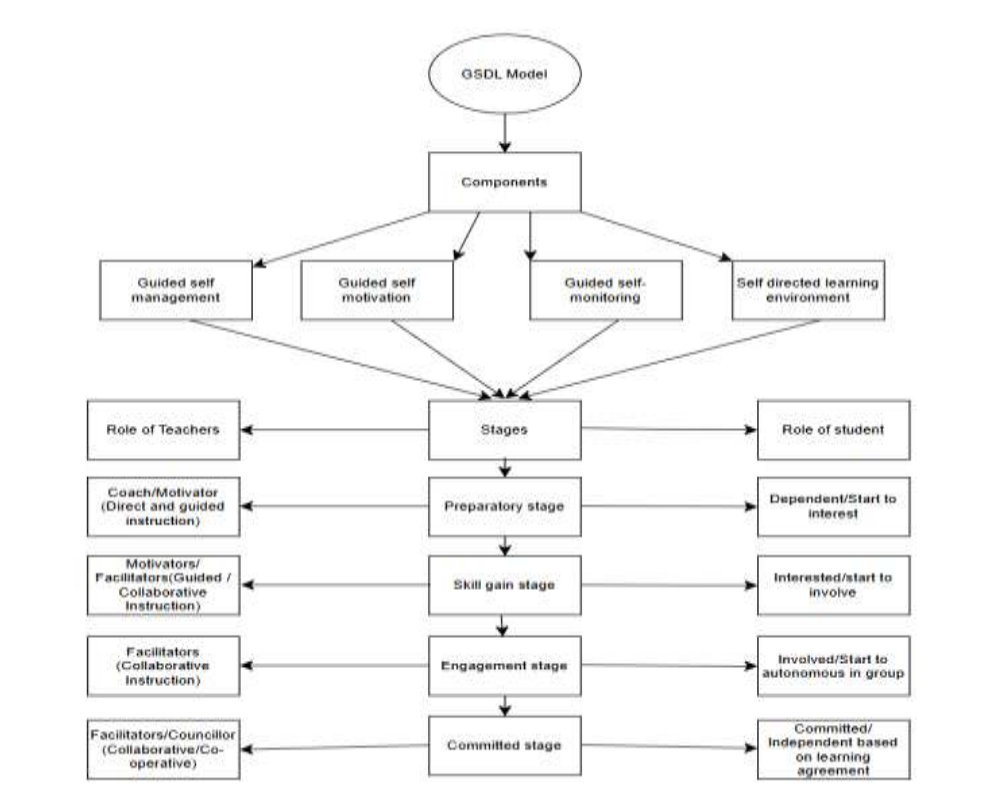 GSDL Model
Components
Guided self
management
Guided self
motivation
Guided self-
monitoring
Self directed learning
environment
Role of Teachers
Stages
Role of student
Coach/Motivator
(Direct and guided
instruction)
Preparatory stage
Dependent/Start to
interest
Motivators/
Facilitators(Guided /
Collaborative
Instruction)
Skill gain stage
Interested/start to
involve
Facilitators
(Collaborative
Instruction)
Engagement stage
Involved/Start to
autonomous in group
Facilitators/Councillor
(Collaborative/Co-
operative)
Committed stage
Committed/
Independent based
on learning
agreement